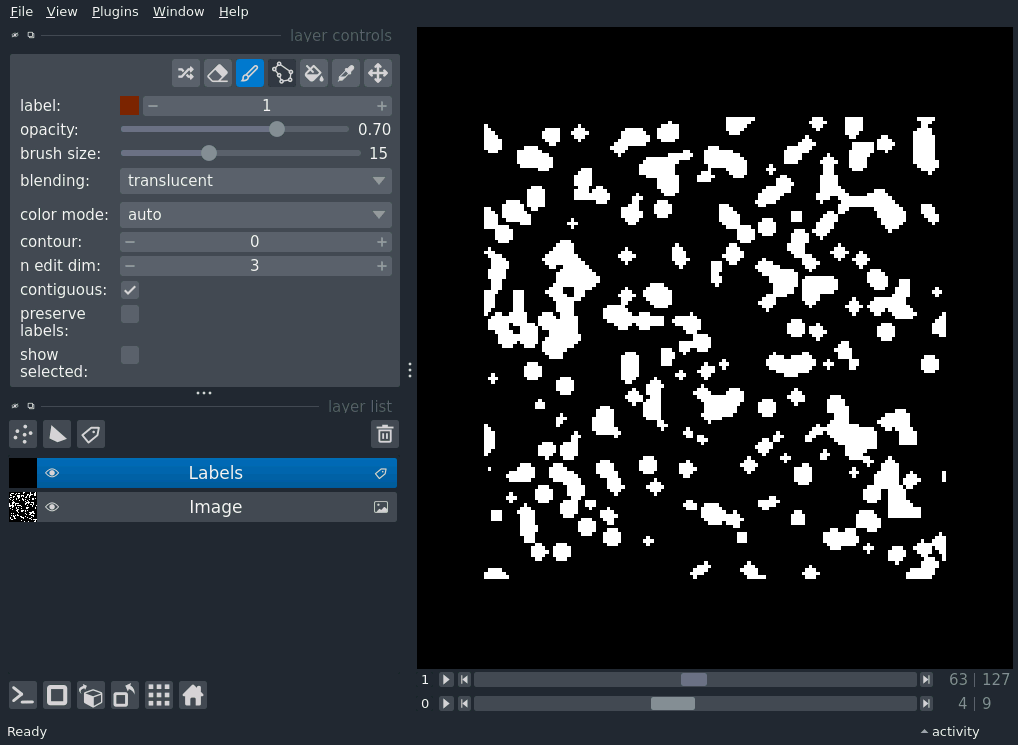 File View Plugins Window Help
layer controls
label: 1
opacity: 0.70
brush size: 15
blending: translucent
color mode: auto
contour: 0
n edit dim: 3
contiguous:
preserve
labels:
show
selected:
layer list
Labels
Image
1 63 | 127
0 4 | 9
Ready activity